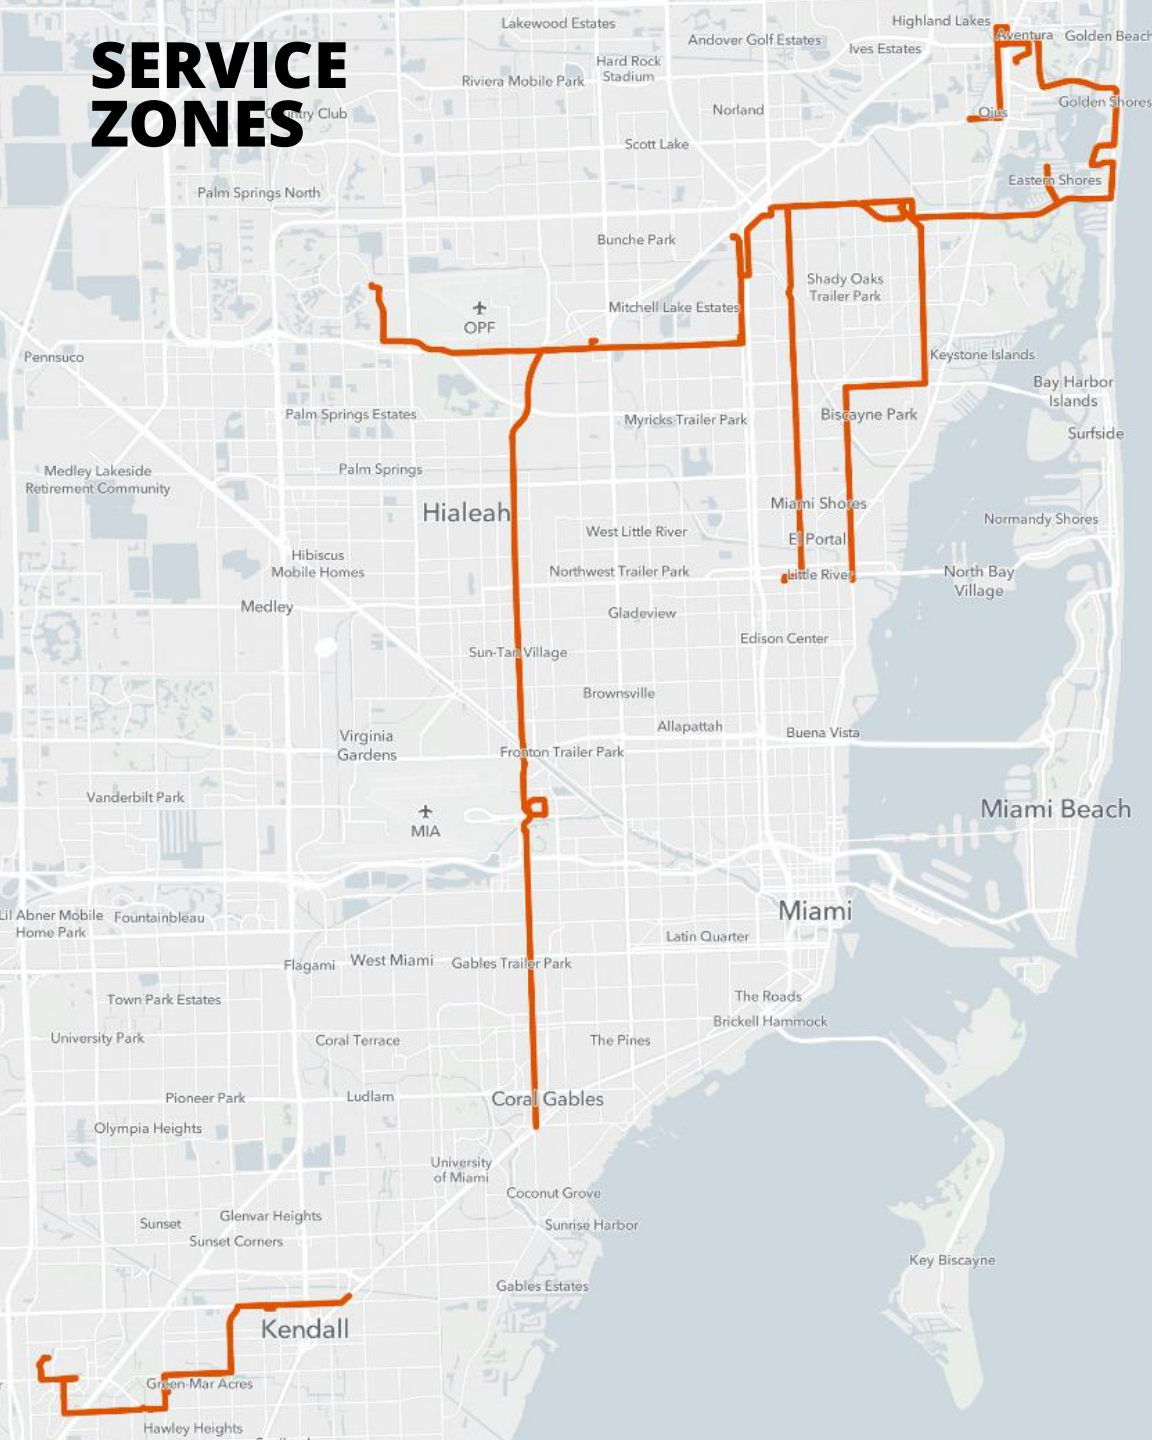 SERVICE
ZONES
Lakewood Estates
Highland Lakes
Andover Golf Estates
Aventura
Golden Beach
Ives Estates
Hard Rock
Stadium
Riviera Mobile Park
Golden Shores
Norland
Ojus
Country Club
Scott Lake
Eastern Shores
Palm Springs North
Bunche Park
Shady Oaks
Trailer Park
Mitchell Lake Estates
OPF
Pennsuco
Keystone Islands
Bay Harbor
Islands
Palm Springs Estates
Myricks Trailer Park
Biscayne Park
Surfside
Palm Springs
Medley Lakeside
Retirement Community
Miami Shores
Hialeah
Normandy Shores
West Little River
El Portal
Hibiscus
Mobile Homes
Northwest Trailer Park
Little River
North Bay
Village
Medley
Gladeview
Edison Center
Sun-Tan Village
Brownsville
Allapattah
Buena Vista
Virginia
Gardens
Fronton Trailer Park
Vanderbilt Park
Miami Beach
MIA
Miami
Lil Abner Mobile
Home Park
Fountainbleau
Latin Quarter
Flagami
West Miami
Gables Trailer Park
Town Park Estates
The Roads
Brickell Hammock
University Park
Coral Terrace
The Pines
Pioneer Park
Ludlam
Coral Gables
Olympia Heights
University
of Miami
Coconut Grove
Sunset
Glenvar Heights
Sunrise Harbor
Sunset Corners
Key Biscayne
Gables Estates
Kendall
Green-Mar Acres
Hawley Heights